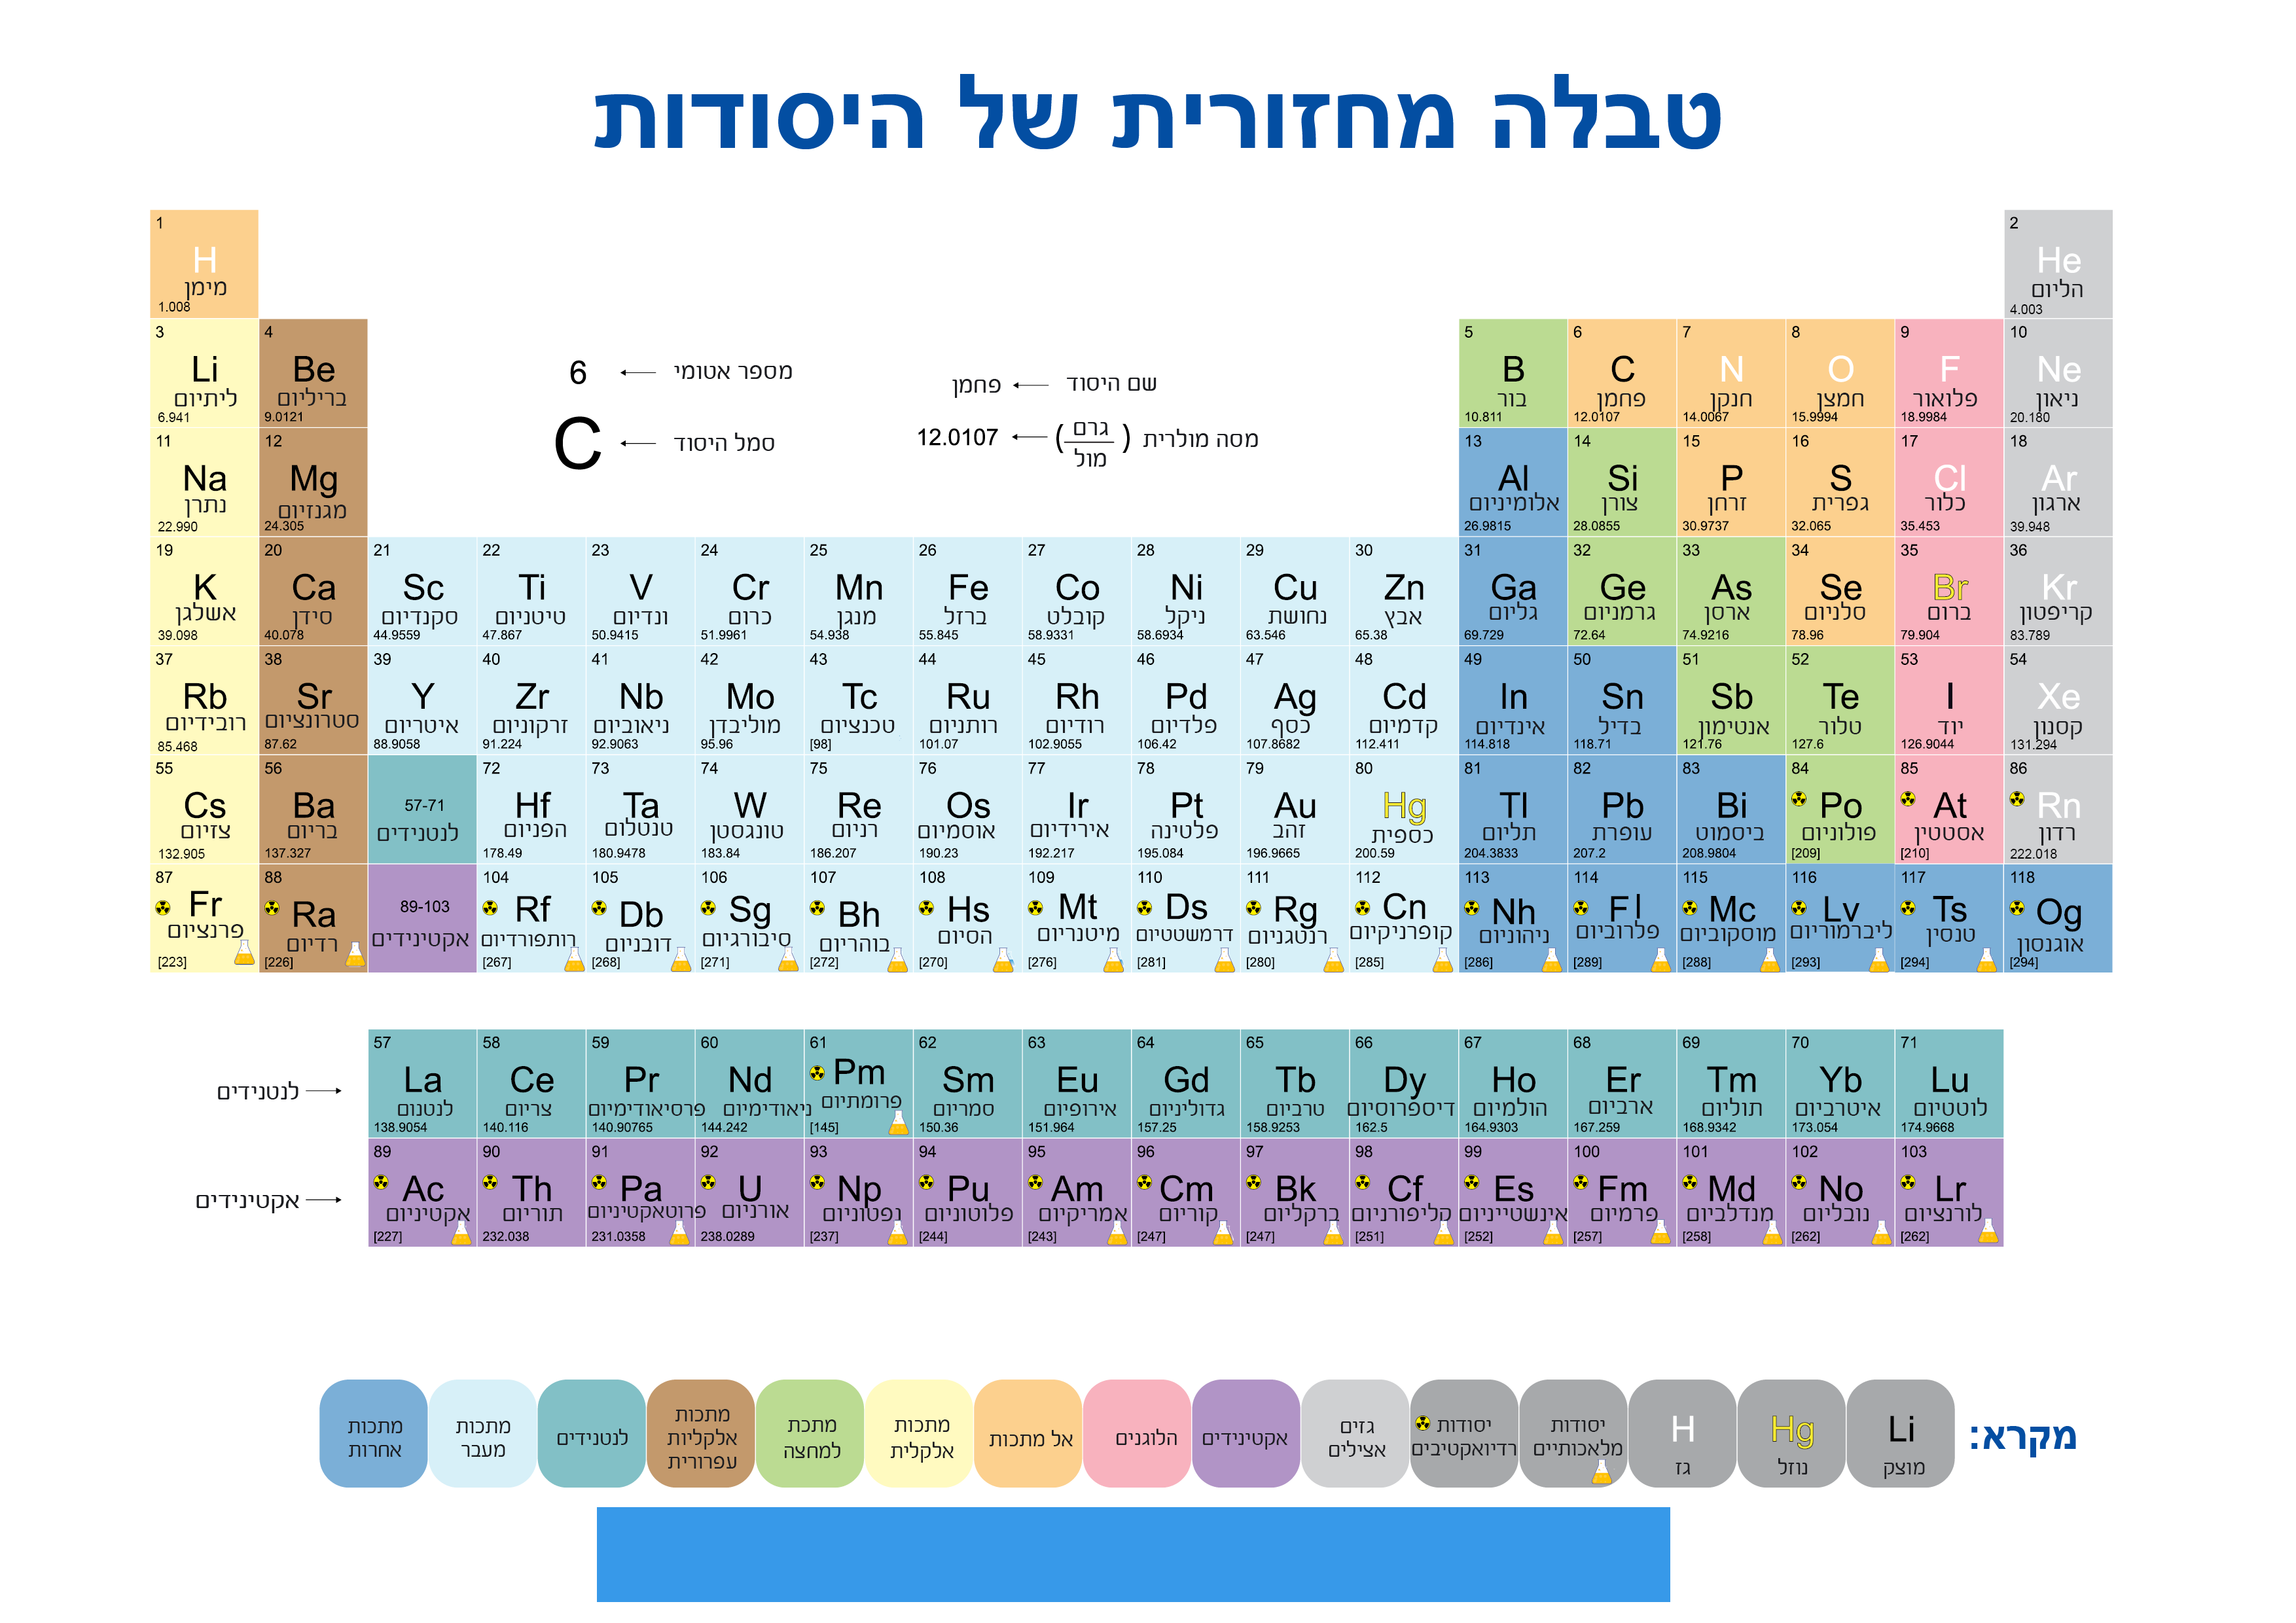 טבלה מחזורית של היסודות
1 H מימן 1.008
2 He הליום 4.003
3 Li ליתיום 6.941
4 Be בריליום 9.0121
6 ← מספר אטומי
C ← סמל היסוד
פחמן ← שם היסוד
12.0107 ← מסה מולרית (גרם/מול)
5 B בור 10.811
6 C פחמן 12.0107
7 N חנקן 14.0067
8 O חמצן 15.9994
9 F פלואור 18.9984
10 Ne ניאון 20.180
11 Na נתרן 22.990
12 Mg מגנזיום 24.305
13 Al אלומיניום 26.9815
14 Si צורן 28.0855
15 P זרחן 30.9737
16 S גפרית 32.065
17 Cl כלור 35.453
18 Ar ארגון 39.948
19 K אשלגן 39.098
20 Ca סידן 40.078
21 Sc סקנדיום 44.9559
22 Ti טיטניום 47.867
23 V ונדיום 50.9415
24 Cr כרום 51.9961
25 Mn מנגן 54.938
26 Fe ברזל 55.845
27 Co קובלט 58.9331
28 Ni ניקל 58.6934
29 Cu נחושת 63.546
30 Zn אבץ 65.38
31 Ga גליום 69.729
32 Ge גרמניום 72.64
33 As ארסן 74.9216
34 Se סלניום 78.96
35 Br ברום 79.904
36 Kr קריפטון 83.789
37 Rb רובידיום 85.468
38 Sr סטרונציום 87.62
39 Y איטריום 88.9058
40 Zr זרקוניום 91.224
41 Nb ניאוביום 92.9063
42 Mo מוליבדן 95.96
43 Tc טכנציום [98]
44 Ru רותניום 101.07
45 Rh רודיום 102.9055
46 Pd פלדיום 106.42
47 Ag כסף 107.8682
48 Cd קדמיום 112.411
49 In אינדיום 114.818
50 Sn בדיל 118.71
51 Sb אנטימון 121.76
52 Te טלור 127.6
53 I יוד 126.9044
54 Xe קסנון 131.294
55 Cs צזיום 132.905
56 Ba בריום 137.327
57-71 לנטנידים
72 Hf הפניום 178.49
73 Ta טנטלום 180.9478
74 W טונגסטן 183.84
75 Re רניום 186.207
76 Os אוסמיום 190.23
77 Ir אירידיום 192.217
78 Pt פלטינה 195.084
79 Au זהב 196.9665
80 Hg כספית 200.59
81 Tl תליום 204.3833
82 Pb עופרת 207.2
83 Bi ביסמוט 208.9804
84 Po פולוניום [209]
85 At אסטטין [210]
86 Rn רדון 222.018
87 Fr פרנציום [223]
88 Ra רדיום [226]
89-103 אקטינידים
104 Rf רותפורדיום [267]
105 Db דובניום [268]
106 Sg סיבורגיום [271]
107 Bh בוהריום [272]
108 Hs הסיום [270]
109 Mt מיטנריום [276]
110 Ds דרמשטטיום [281]
111 Rg רנטגניום [280]
112 Cn קופרניקיום [285]
113 Nh ניהוניום [286]
114 Fl פלרוביום [289]
115 Mc מוסקוביום [288]
116 Lv ליברמוריום [293]
117 Ts טנסין [294]
118 Og אוגנסון [294]
לנטנידים
57 La לנטנום 138.9054
58 Ce צריום 140.116
59 Pr פרסיאודימיום 140.90765
60 Nd ניאודימיום 144.242
61 Pm פרומתיום [145]
62 Sm סמריום 150.36
63 Eu אירופיום 151.964
64 Gd גדוליניום 157.25
65 Tb טרביום 158.9253
66 Dy דיספרוסיום 162.5
67 Ho הולמיום 164.9303
68 Er ארביום 167.259
69 Tm תוליום 168.9342
70 Yb איטרביום 173.054
71 Lu לוטטיום 174.9668
אקטינידים
89 Ac אקטיניום [227]
90 Th תוריום 232.038
91 Pa פרוטאקטיניום 231.0358
92 U אורניום 238.0289
93 Np נפטוניום [237]
94 Pu פלוטוניום [244]
95 Am אמריקיום [243]
96 Cm קוריום [247]
97 Bk ברקליום [247]
98 Cf קליפורניום [251]
99 Es אינשטייניום [252]
100 Fm פרמיום [257]
101 Md מנדלביום [258]
102 No נובליום [262]
103 Lr לורנציום [262]
מקרא:
Li מוצק
Hg נוזל
H גז
יסודות מלאכותיים
יסודות רדיואקטיבים
גזים אצילים
אקטינידים
הלוגנים
אל מתכות
מתכות אלקלית
מתכת למחצה
מתכות אלקליות עפרורית
לנטנידים
מתכות מעבר
מתכות אחרות